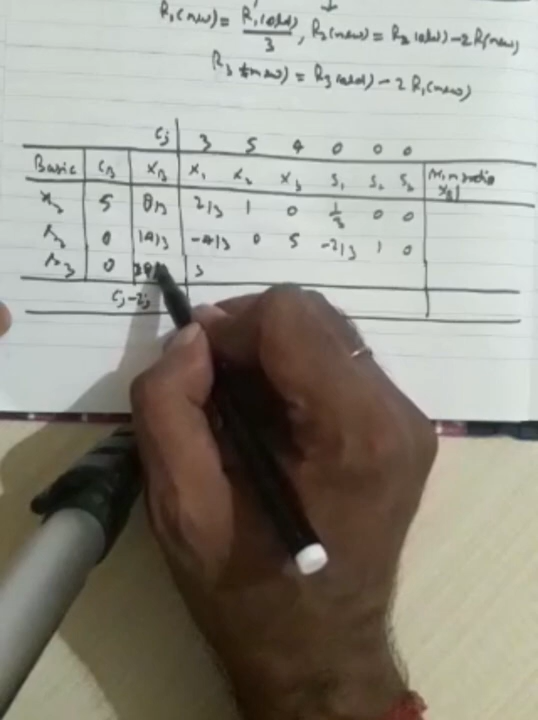 R₁(new) = R₁(old)/3, R₂(new) = R₂(old) - 2R₁(new)
R₃(new) = R₃(old) - 2R₁(new)
Cj 3 5 4 0 0 0
Basic CB XB X₁ X₂ X₃ S₁ S₂ S₃ Min ratio
X₂ 5 8/3 2/3 1 0 1/3 0 0
S₂ 0 14/3 -4/3 0 5 -2/3 1 0
S₃ 0
Cj-Zj